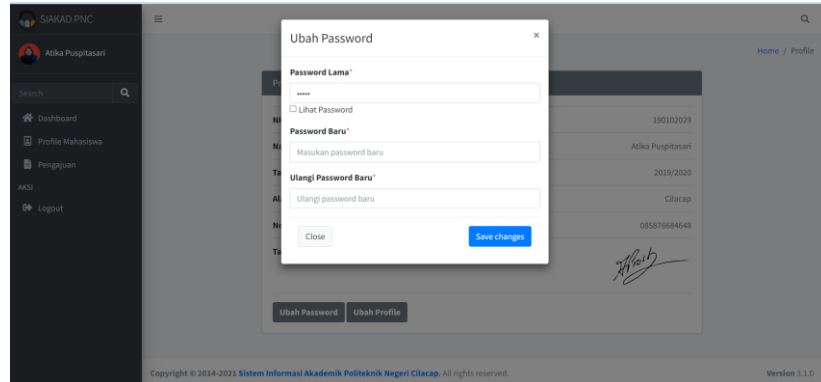 SIAKAD PNC
Atika Puspitasari
Search
Dashboard
Profile Mahasiswa
Pengajuan
AKSI
Logout
Home / Profile
Ubah Password
×
Password Lama*
•••••
Lihat Password
Password Baru*
Masukan password baru
Ulangi Password Baru*
Ulangi password baru
Close
Save changes
190102029
Atika Puspitasari
2019/2020
Cilacap
085876684648
Ubah Password
Ubah Profile
Copyright © 2014-2021 Sistem Informasi Akademik Politeknik Negeri Cilacap. All rights reserved.
Version 3.1.0